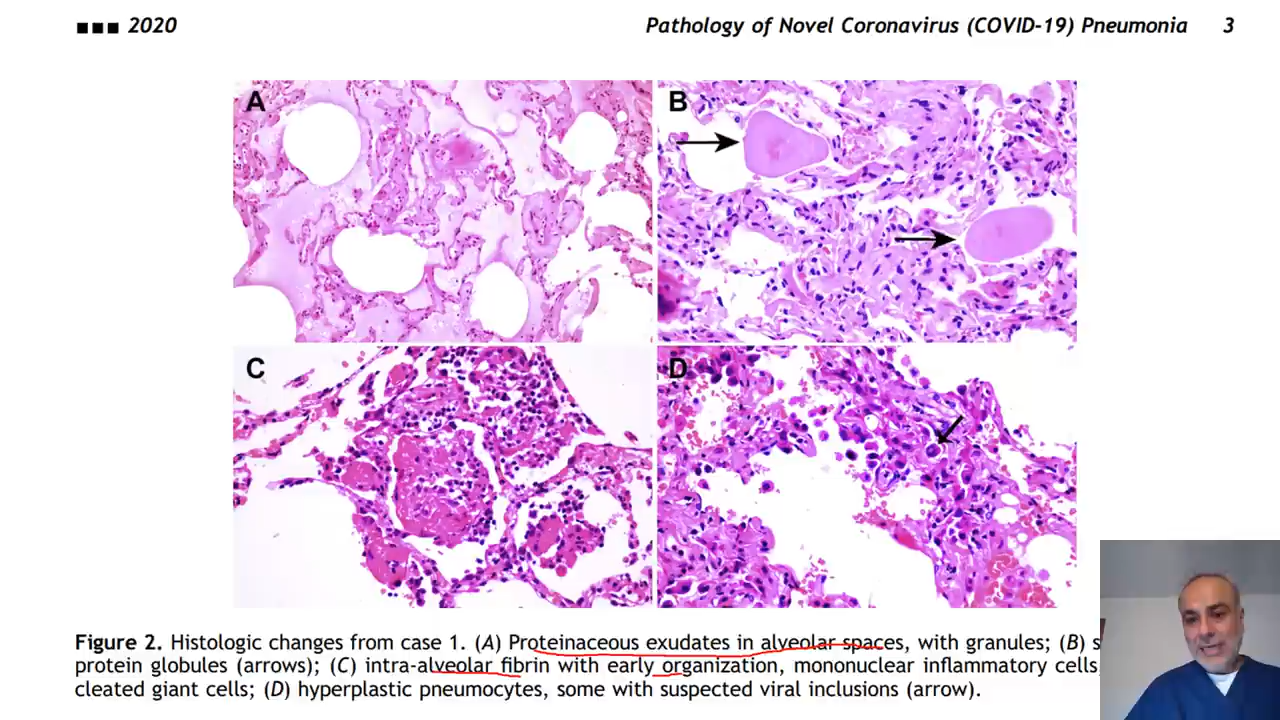 ■■■ 2020
Pathology of Novel Coronavirus (COVID-19) Pneumonia 3
A
B
C
D
Figure 2. Histologic changes from case 1. (A) Proteinaceous exudates in alveolar spaces, with granules; (B)
protein globules (arrows); (C) intra-alveolar fibrin with early organization, mononuclear inflammatory cells,
cleated giant cells; (D) hyperplastic pneumocytes, some with suspected viral inclusions (arrow).